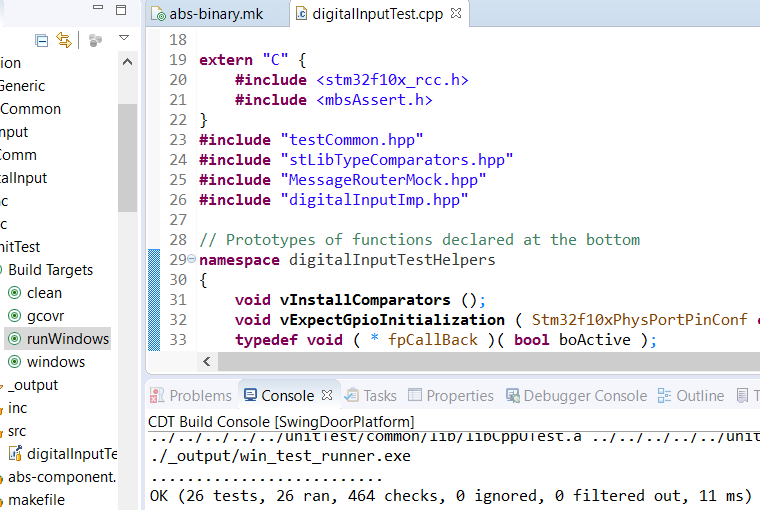 abs-binary.mk
digitalInputTest.cpp
ion
Generic
Common
nput
Comm
talInput
c
c
nitTest
Build Targets
clean
gcovr
runWindows
windows
_output
inc
src
digitalInputTe
abs-component.
makefile
18
19 extern "C" {
20 #include <stm32f10x_rcc.h>
21 #include <mbsAssert.h>
22 }
23 #include "testCommon.hpp"
24 #include "stLibTypeComparators.hpp"
25 #include "MessageRouterMock.hpp"
26 #include "digitalInputImp.hpp"
27
28 // Prototypes of functions declared at the bottom
29 namespace digitalInputTestHelpers
30 {
31 void vInstallComparators ();
32 void vExpectGpioInitialization ( Stm32f10xPhysPortPinConf
33 typedef void ( * fpCallBack )( bool boActive );
Problems Console Tasks Properties Debugger Console Outline T
CDT Build Console [SwingDoorPlatform]
../../../../../unitTest/common/lib/libCppUTest.a ../../../../../unit
./_output/win_test_runner.exe
..........................
OK (26 tests, 26 ran, 464 checks, 0 ignored, 0 filtered out, 11 ms)